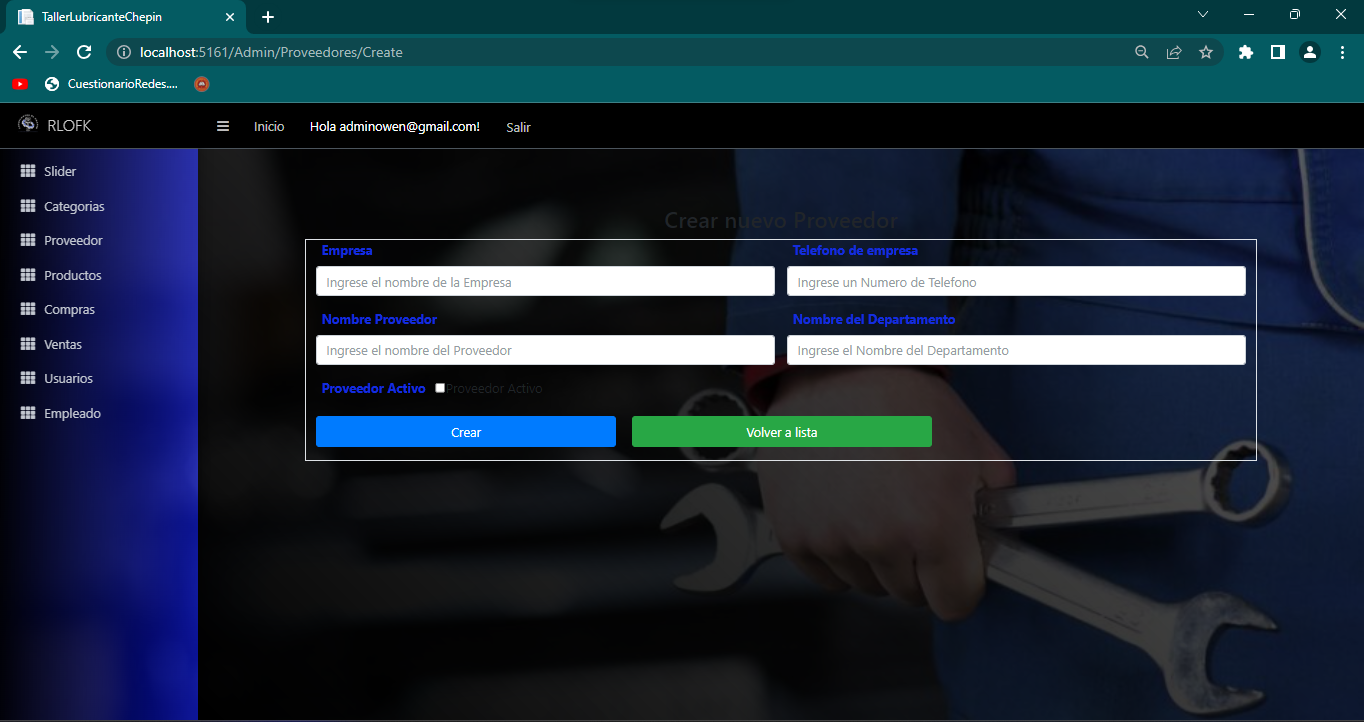 TallerLubricanteChepin
localhost:5161/Admin/Proveedores/Create
CuestionarioRedes....
RLOFK
Inicio
Hola adminowen@gmail.com!
Salir
Slider
Categorias
Proveedor
Productos
Compras
Ventas
Usuarios
Empleado
Crear nuevo Proveedor
Empresa
Telefono de empresa
Ingrese el nombre de la Empresa
Ingrese un Numero de Telefono
Nombre Proveedor
Nombre del Departamento
Ingrese el nombre del Proveedor
Ingrese el Nombre del Departamento
Proveedor Activo
Proveedor Activo
Crear
Volver a lista